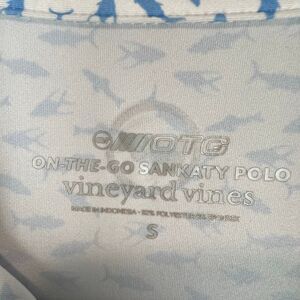 OTG
ON-THE-GO SANKATY POLO
vineyard vines
MADE IN INDONESIA
S